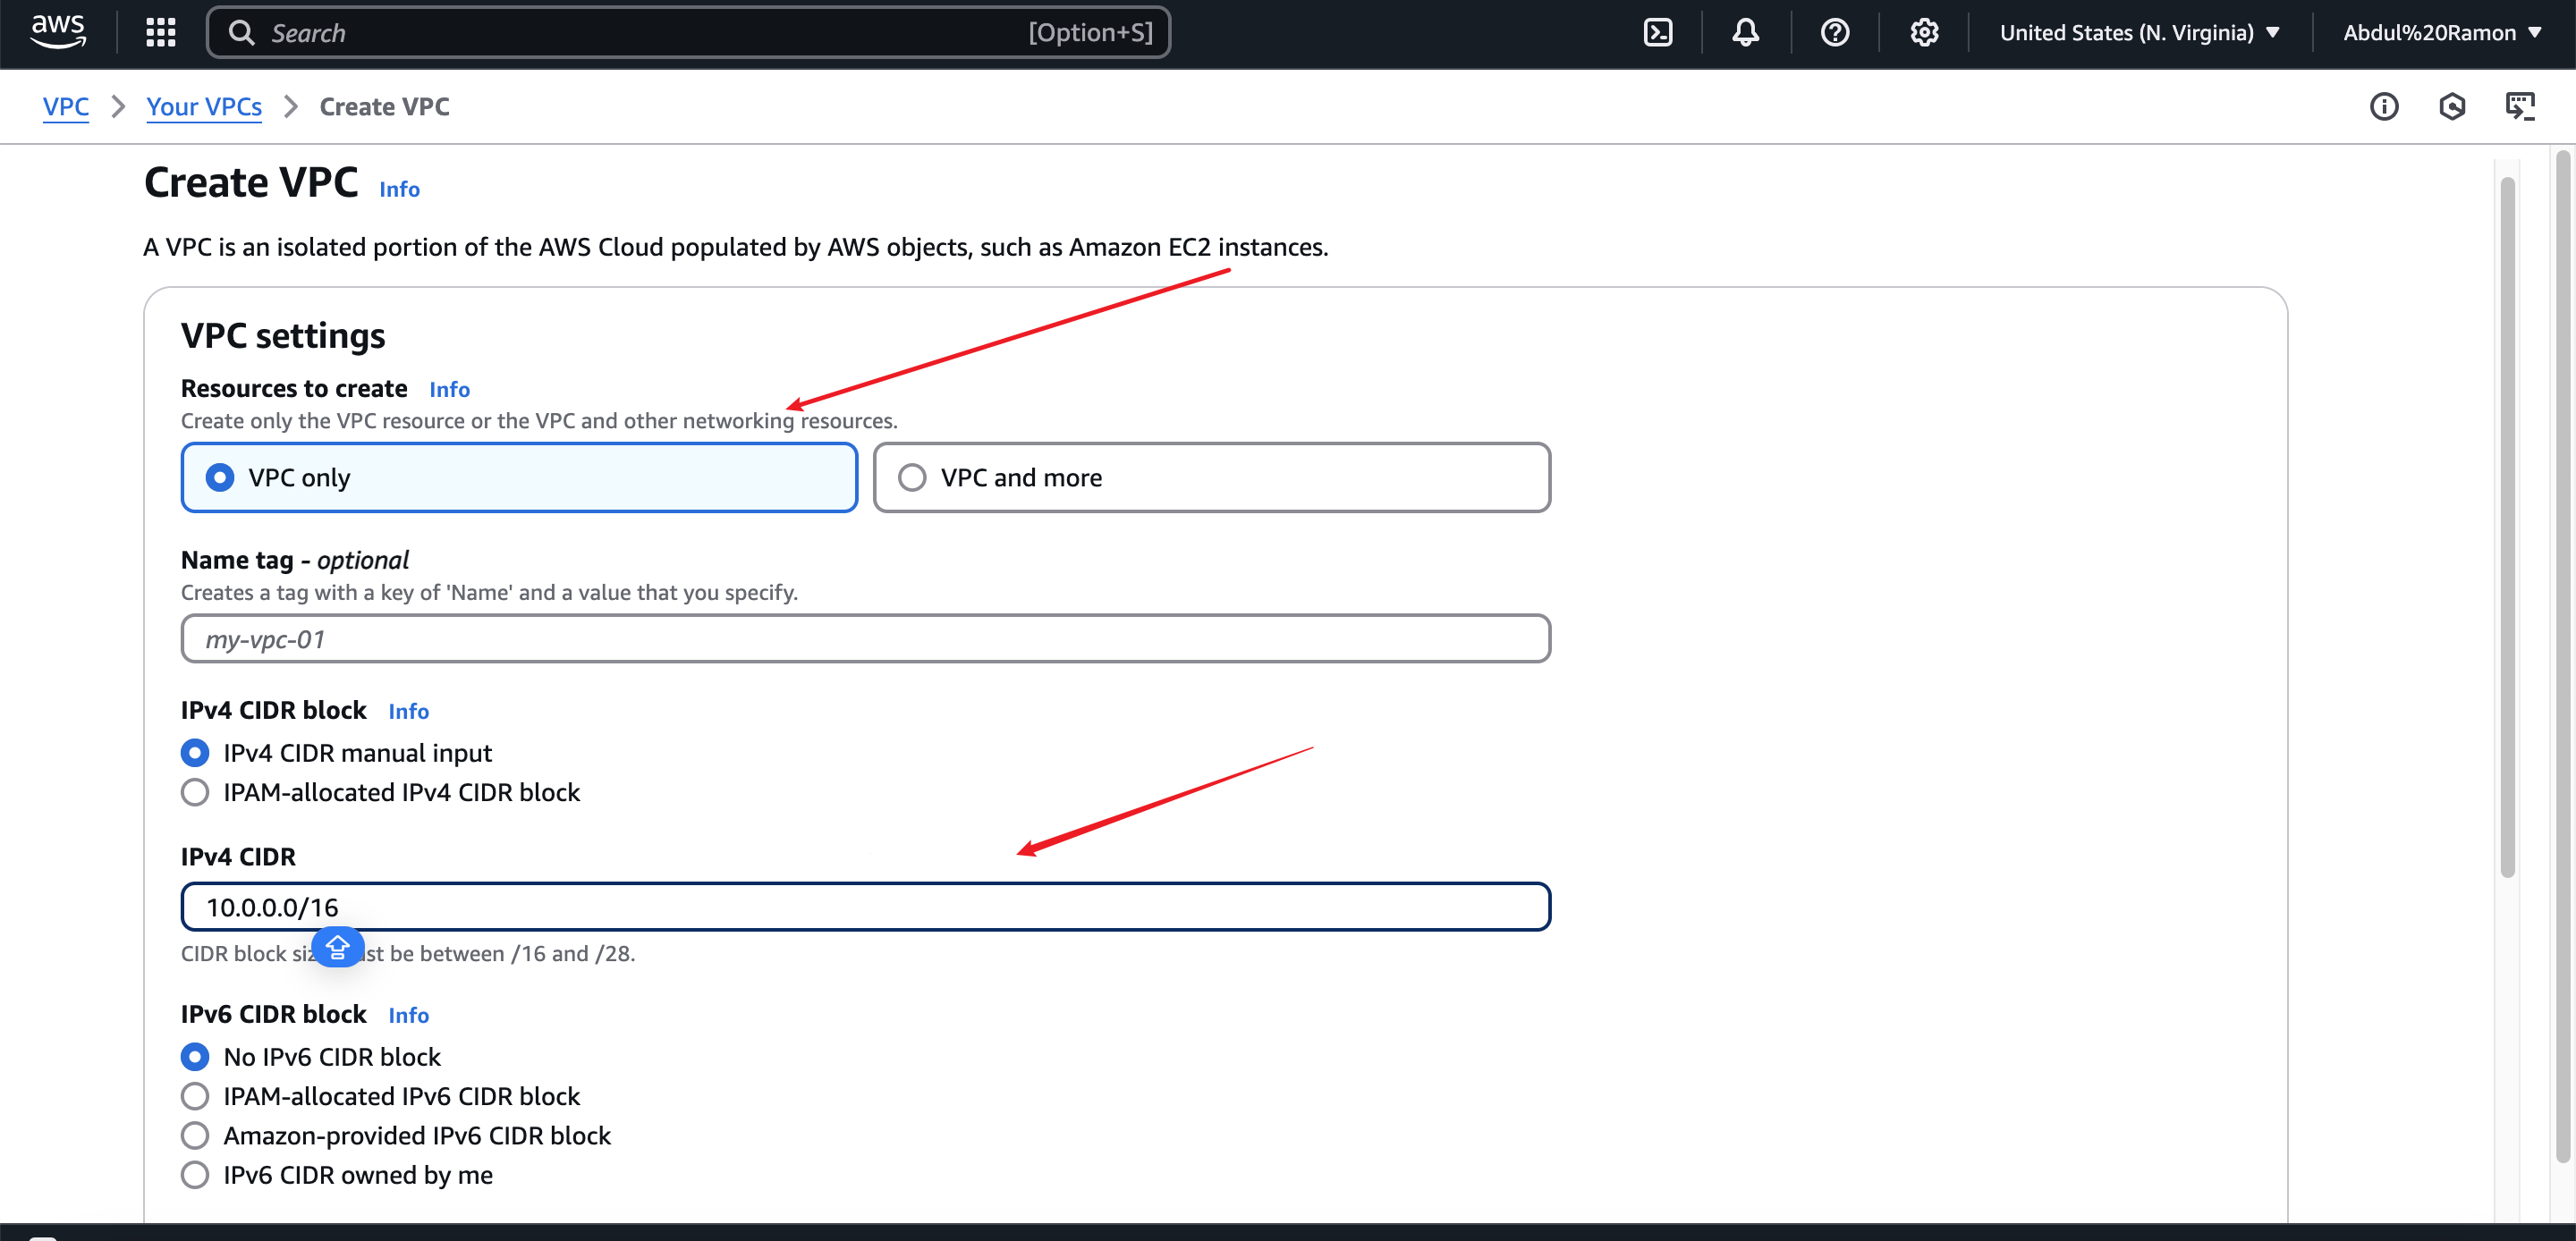 aws
Search [Option+S] United States (N. Virginia) Abdul%20Ramon
VPC Your VPCs Create VPC
Create VPC Info
A VPC is an isolated portion of the AWS Cloud populated by AWS objects, such as Amazon EC2 instances.
VPC settings
Resources to create Info
Create only the VPC resource or the VPC and other networking resources.
VPC only VPC and more
Name tag - optional
Creates a tag with a key of 'Name' and a value that you specify.
my-vpc-01
IPv4 CIDR block Info
IPv4 CIDR manual input
IPAM-allocated IPv4 CIDR block
IPv4 CIDR
10.0.0.0/16
CIDR block be between /16 and /28.
IPv6 CIDR block Info
No IPv6 CIDR block
IPAM-allocated IPv6 CIDR block
Amazon-provided IPv6 CIDR block
IPv6 CIDR owned by me